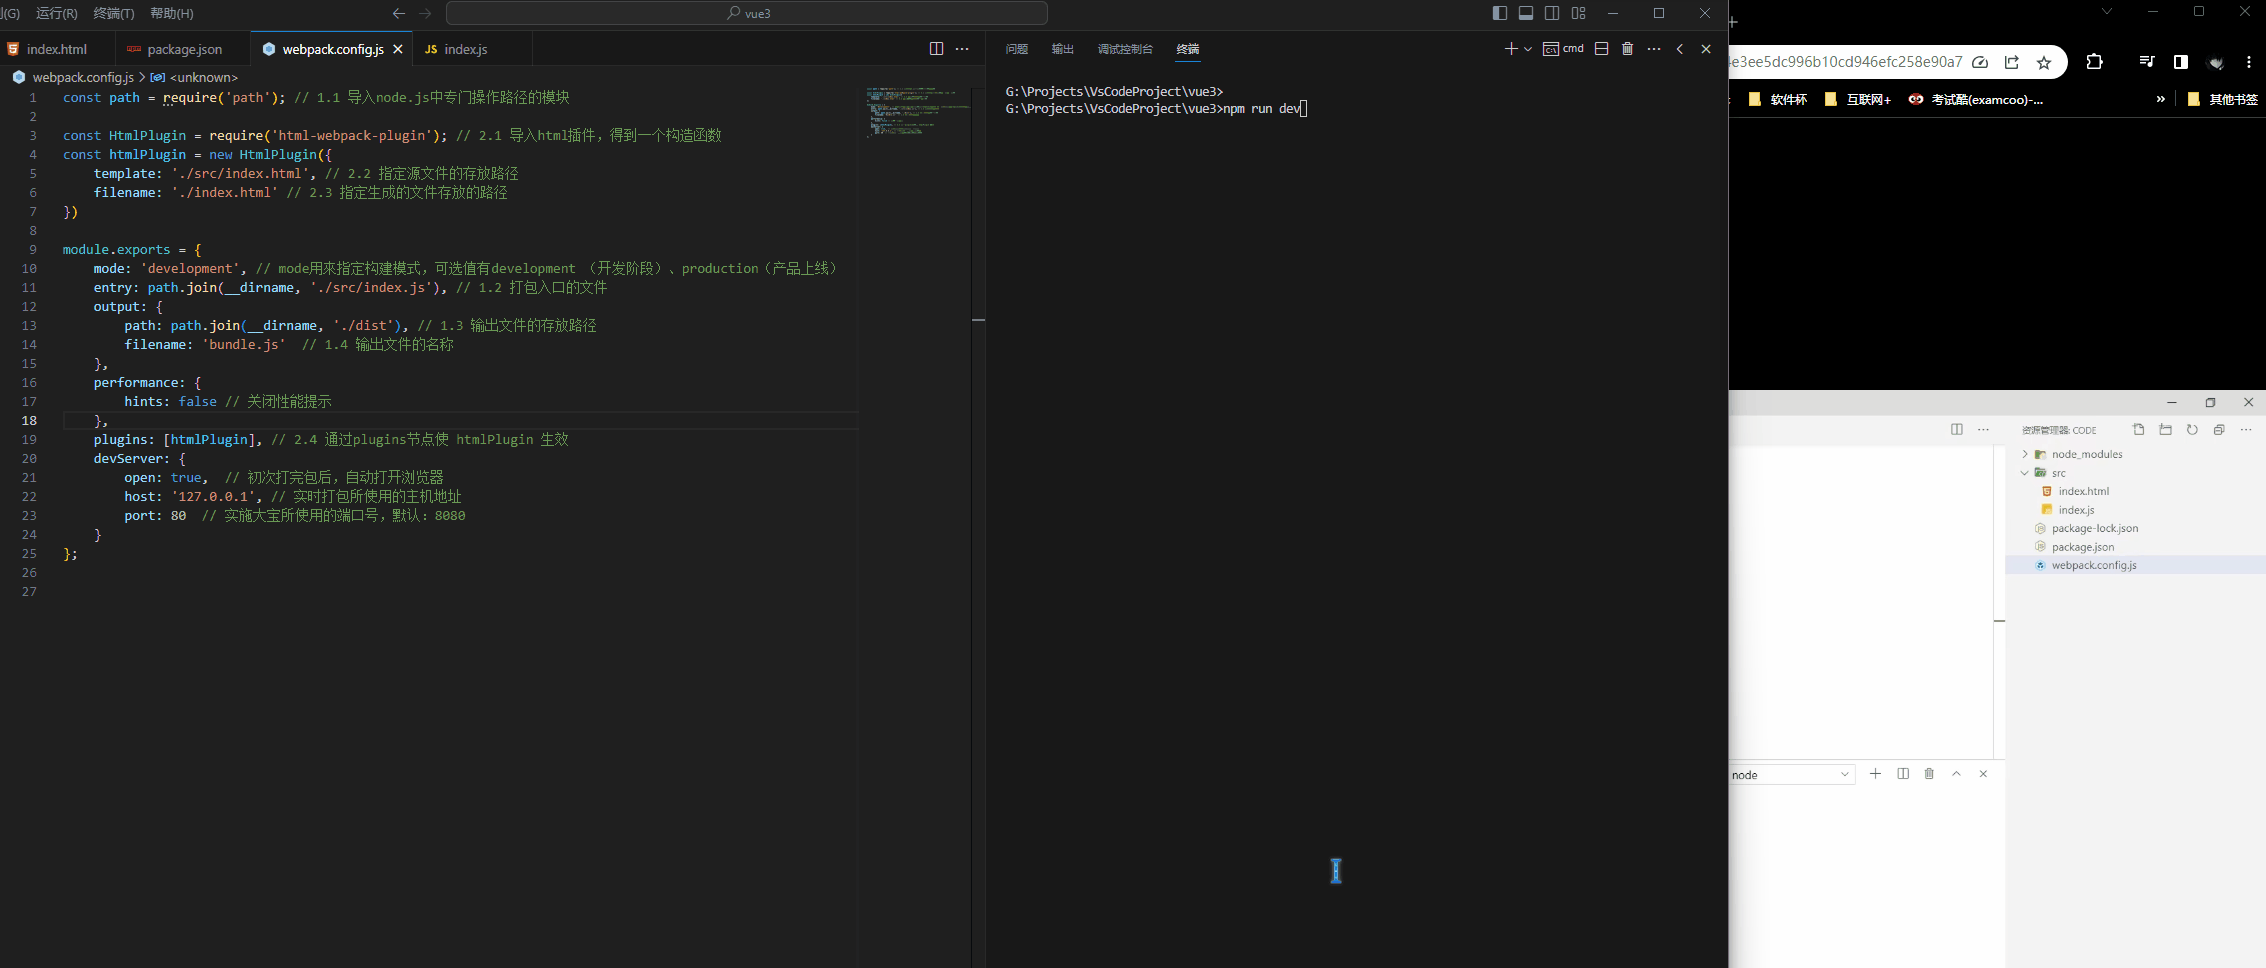 (G) 运行(R) 终端(T) 帮助(H)
vue3
index.html
package.json
webpack.config.js
JS index.js
webpack.config.js > <unknown>
1 const path = require('path'); // 1.1 导入node.js中专门操作路径的模块
2
3 const HtmlPlugin = require('html-webpack-plugin'); // 2.1 导入html插件，得到一个构造函数
4 const htmlPlugin = new HtmlPlugin({
5 template: './src/index.html', // 2.2 指定源文件的存放路径
6 filename: './index.html' // 2.3 指定生成的文件存放的路径
7 })
8
9 module.exports = {
10 mode: 'development', // mode用来指定构建模式，可选值有development （开发阶段）、production（产品上线）
11 entry: path.join(__dirname, './src/index.js'), // 1.2 打包入口的文件
12 output: {
13 path: path.join(__dirname, './dist'), // 1.3 输出文件的存放路径
14 filename: 'bundle.js' // 1.4 输出文件的名称
15 },
16 performance: {
17 hints: false // 关闭性能提示
18 },
19 plugins: [htmlPlugin], // 2.4 通过plugins节点使 htmlPlugin 生效
20 devServer: {
21 open: true, // 初次打完包后，自动打开浏览器
22 host: '127.0.0.1', // 实时打包所使用的主机地址
23 port: 80 // 实施大宝所使用的端口号，默认：8080
24 }
25 };
26
27
问题 输出 调试控制台 终端
cmd
G:\Projects\VsCodeProject\vue3>
G:\Projects\VsCodeProject\vue3>npm run dev
e3ee5dc996b10cd946efc258e90a7
软件杯 互联网+ 考试酷(examcoo)-... » 其他书签
资源管理器: CODE
node_modules
src
index.html
index.js
package-lock.json
package.json
webpack.config.js
node